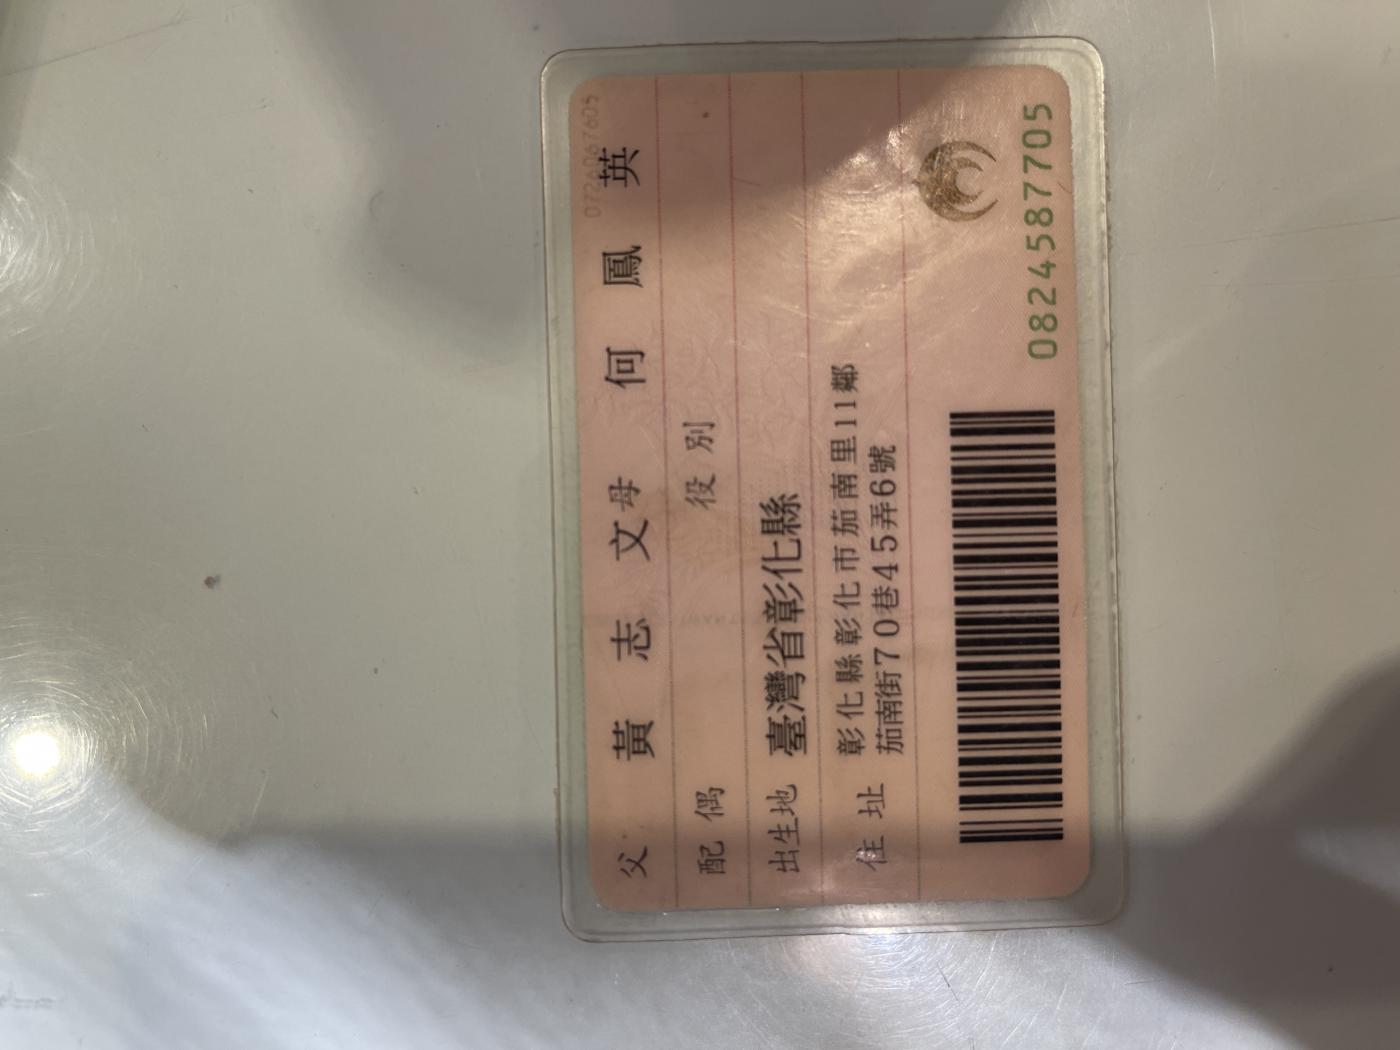 0726067605
父 黃志文 母 何鳳英
配偶 役別
出生地 臺灣省彰化縣
住址 彰化縣彰化市茄南里11鄰
茄南街70巷45弄6號
0824587705